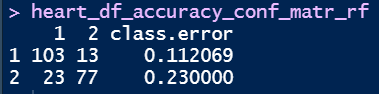 > heart_df_accuracy_conf_matr_rf
1 2 class.error
1 103 13 0.112069
2 23 77 0.230000